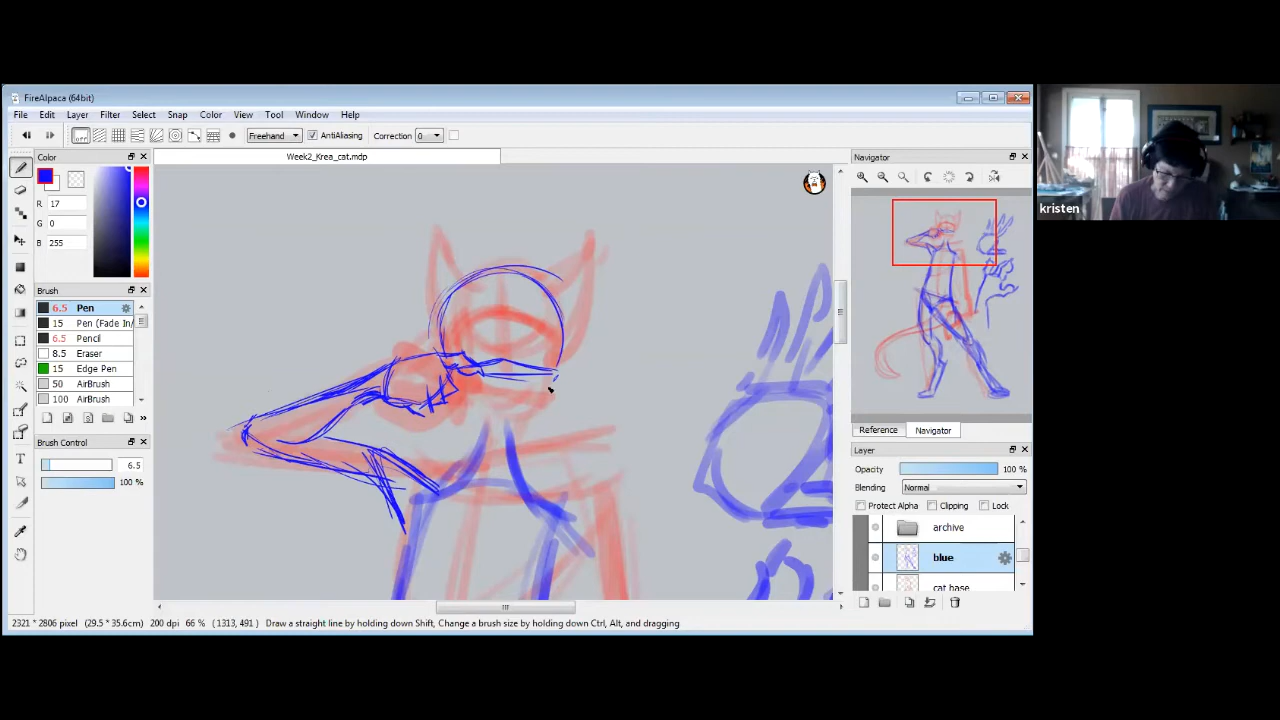 FireAlpaca (64bit)
File Edit Layer Filter Select Snap Color View Tool Window Help
Freehand AntiAliasing Correction 0
Color
Week2_Krea_cat.mdp
Navigator
R 17
G 0
B 255
kristen
Brush
6.5 Pen
15 Pen (Fade In/
6.5 Pencil
8.5 Eraser
15 Edge Pen
50 AirBrush
100 AirBrush
Brush Control
6.5
100 %
Reference Navigator
Layer
Opacity 100 %
Blending Normal
Protect Alpha Clipping Lock
archive
blue
cat base
2321 * 2806 pixel (29.5 * 35.6cm) 200 dpi 66 % ( 1313, 491 ) Draw a straight line by holding down Shift, Change a brush size by holding down Ctrl, Alt, and dragging